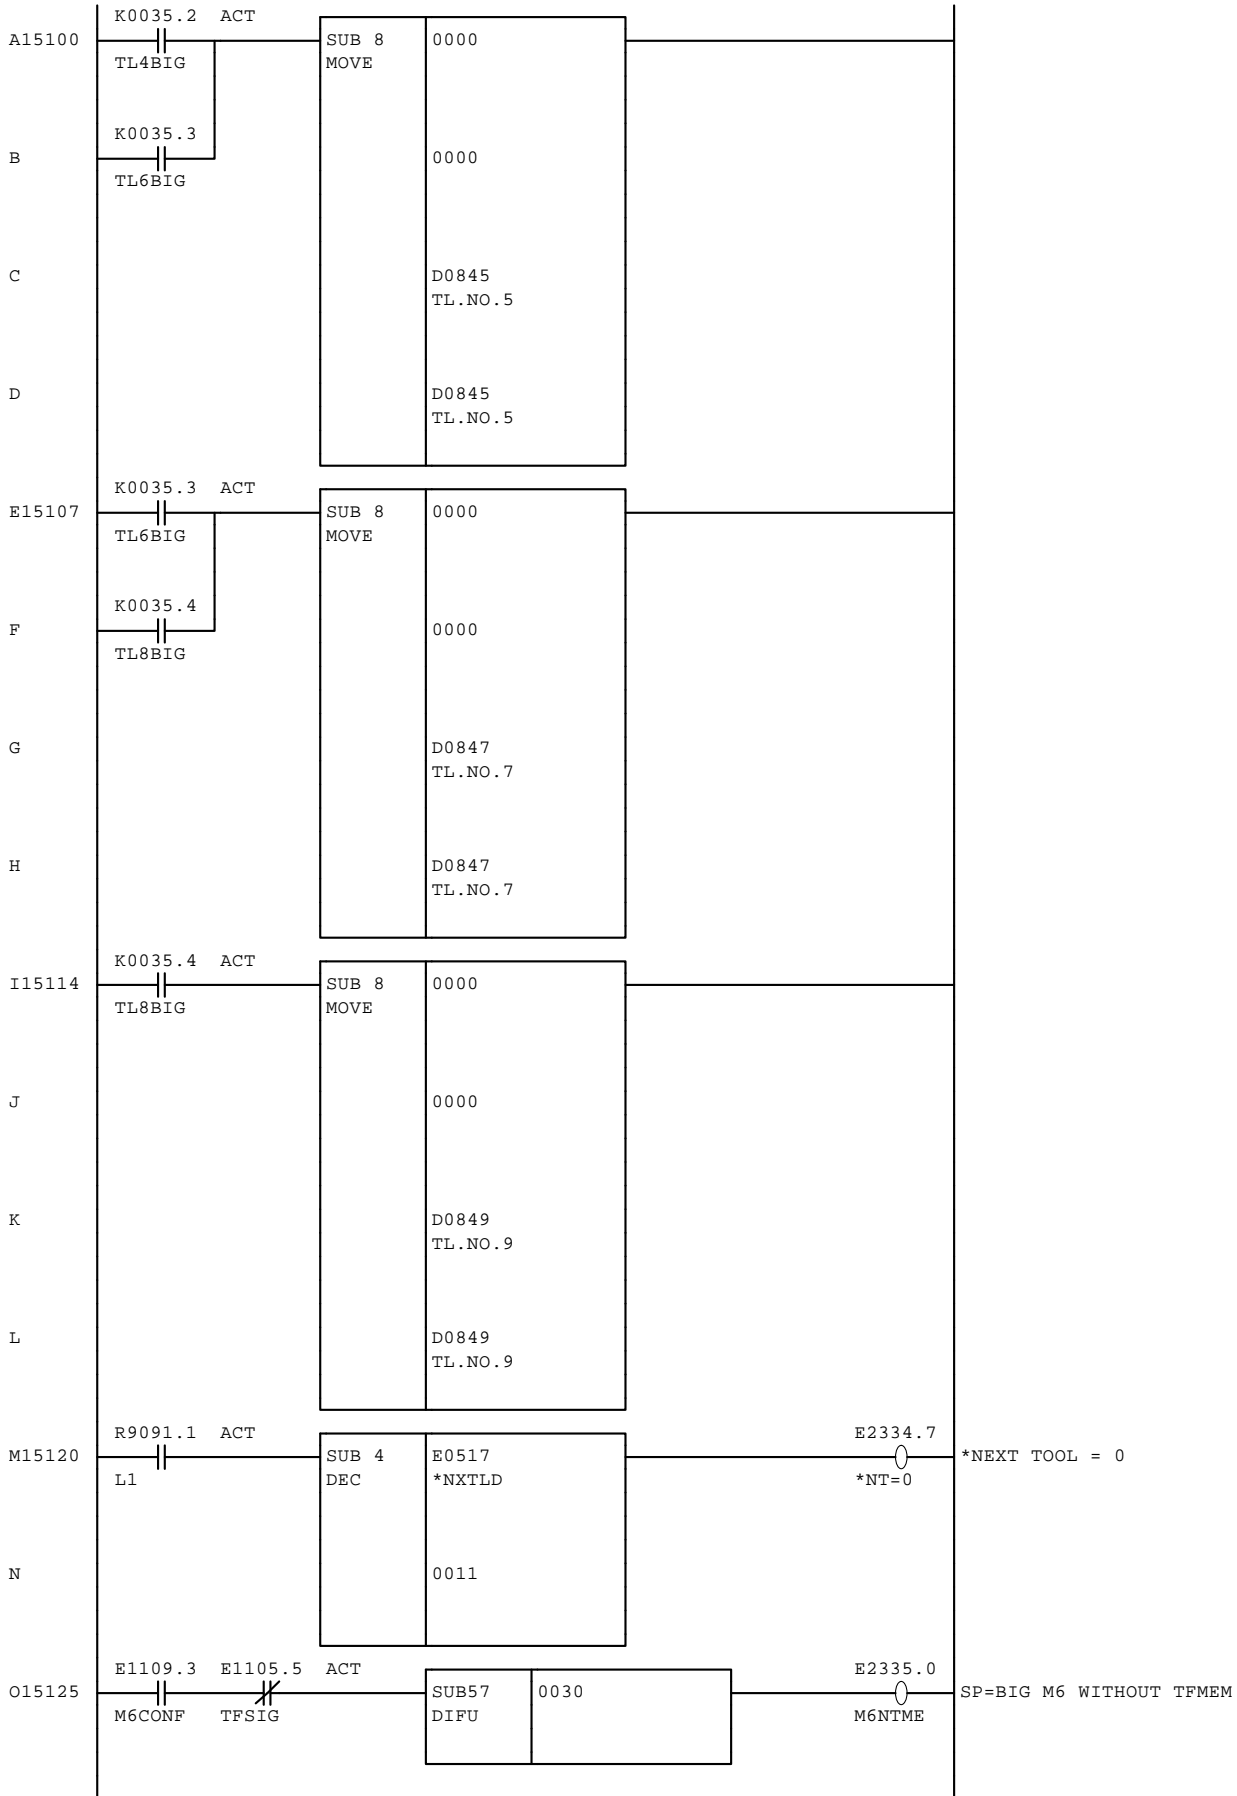 K0035.2 ACT
A15100 SUB 8 0000
TL4BIG MOVE
K0035.3
B 0000
TL6BIG
C D0845
TL.NO.5
D D0845
TL.NO.5
K0035.3 ACT
E15107 SUB 8 0000
TL6BIG MOVE
K0035.4
F 0000
TL8BIG
G D0847
TL.NO.7
H D0847
TL.NO.7
K0035.4 ACT
I15114 SUB 8 0000
TL8BIG MOVE
J 0000
K D0849
TL.NO.9
L D0849
TL.NO.9
R9091.1 ACT E2334.7
M15120 SUB 4 E0517 *NEXT TOOL = 0
L1 DEC *NXTLD *NT=0
N 0011
E1109.3 E1105.5 ACT E2335.0
O15125 SUB57 0030 SP=BIG M6 WITHOUT TFMEM
M6CONF TFSIG DIFU M6NTME